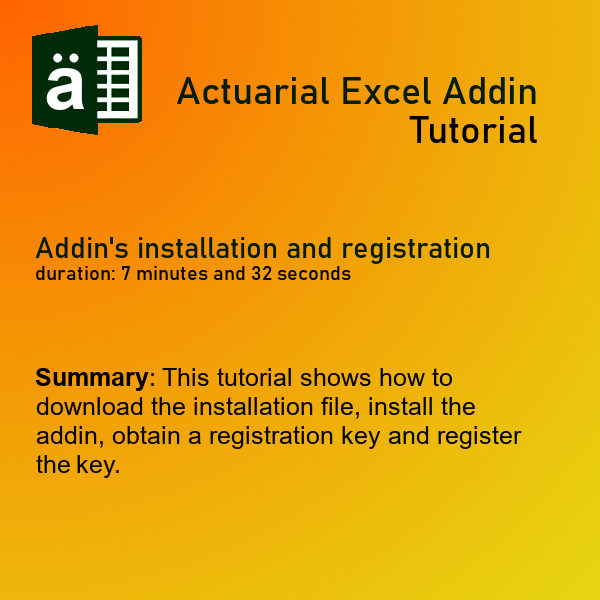 ä
Actuarial Excel Addin
Tutorial
Addin's installation and registration
duration: 7 minutes and 32 seconds
Summary: This tutorial shows how to
download the installation file, install the
addin, obtain a registration key and register
the key.